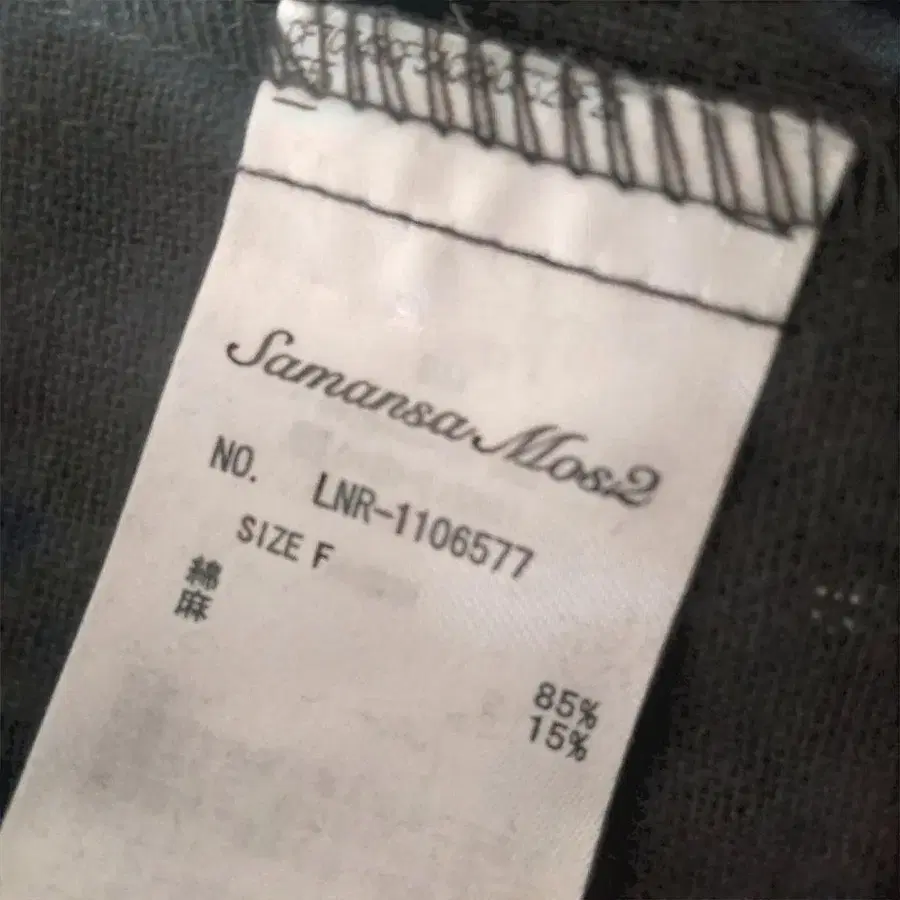 Samansa Mos2
NO. LNR-1106577
SIZE F
綿 85%
麻 15%